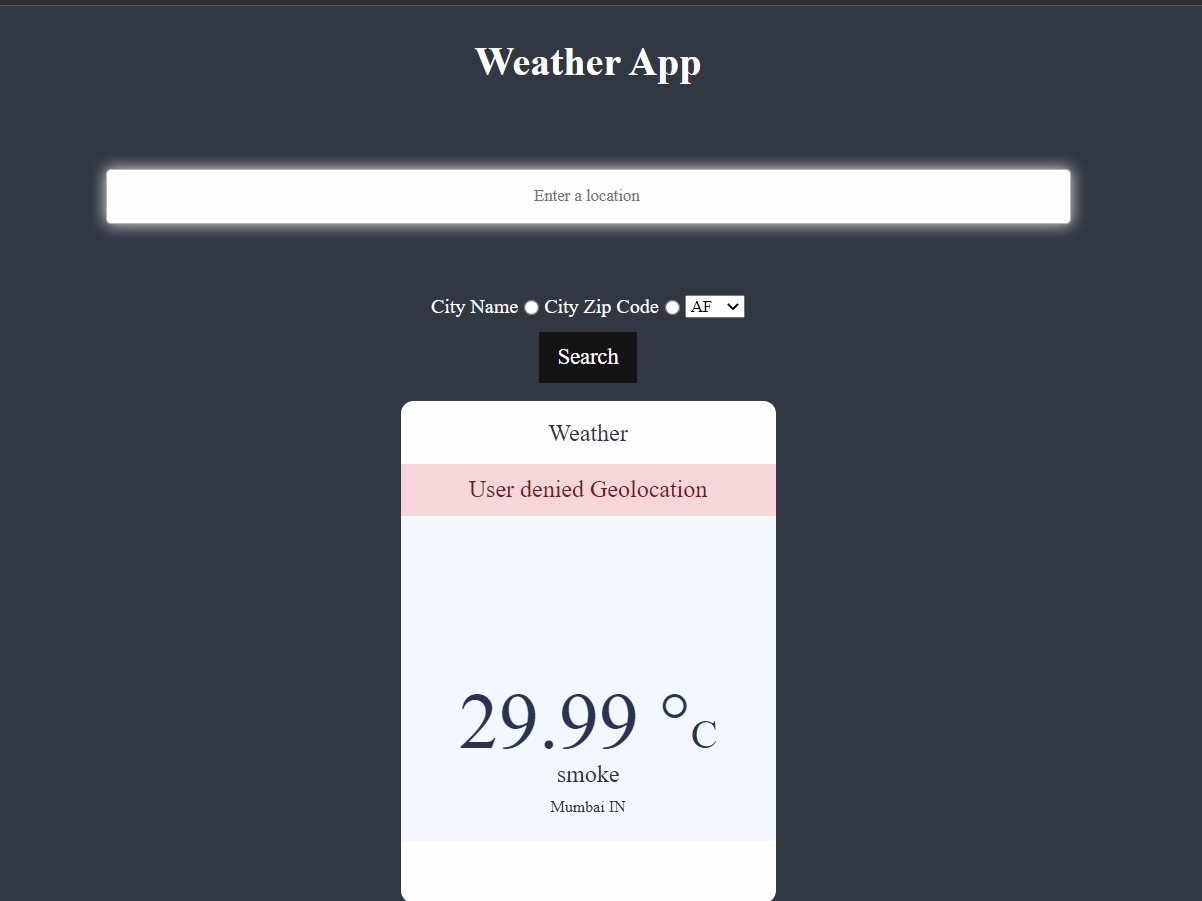 Weather App
Enter a location
City Name City Zip Code AF
Search
Weather
User denied Geolocation
29.99 °C
smoke
Mumbai IN